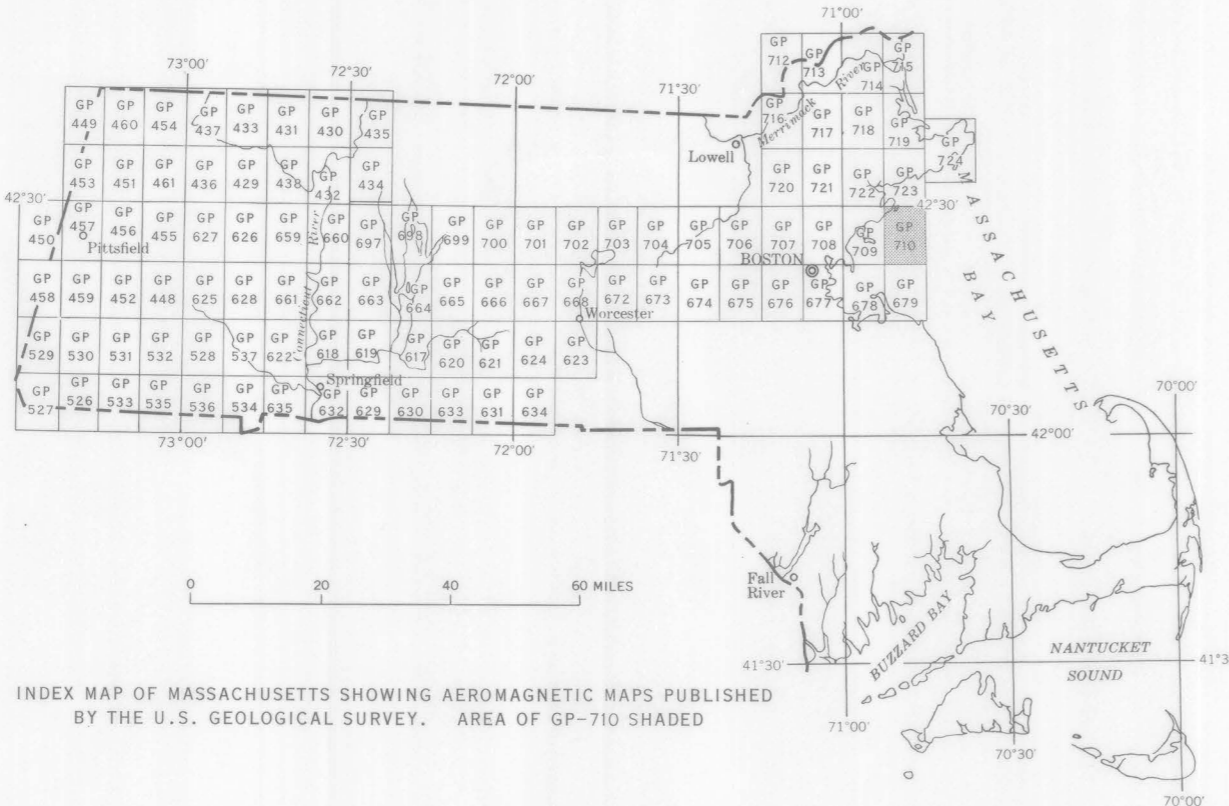 71°00'
73°00' 72°30' 72°00' 71°30'
GP 712 GP 713 GP 714 GP 715
Merrimack River
GP 449 GP 460 GP 454 GP 437 GP 433 GP 431 GP 430 GP 435
GP 716 GP 717 GP 718 GP 719
Lowell
GP 724
GP 453 GP 451 GP 461 GP 436 GP 429 GP 438 GP 432 GP 434
GP 720 GP 721 GP 722 GP 723
42°30' 42°30'
GP 450 GP 457 GP 456 GP 455 GP 627 GP 626 GP 659 GP 660 GP 697 GP 698 GP 699 GP 700 GP 701 GP 702 GP 703 GP 704 GP 705 GP 706 GP 707 GP 708 GP 709 GP 710
Pittsfield
BOSTON
MASSACHUSETTS BAY
Connecticut River
GP 458 GP 459 GP 452 GP 448 GP 625 GP 628 GP 661 GP 662 GP 663 GP 664 GP 665 GP 666 GP 667 GP 668 GP 672 GP 673 GP 674 GP 675 GP 676 GP 677 GP 678 GP 679
Worcester
GP 529 GP 530 GP 531 GP 532 GP 528 GP 537 GP 622 GP 618 GP 619 GP 617 GP 620 GP 621 GP 624 GP 623
Springfield
GP 527 GP 526 GP 533 GP 535 GP 536 GP 534 GP 635 GP 632 GP 629 GP 630 GP 633 GP 631 GP 634
70°00'
70°30'
42°00'
73°00' 72°30' 72°00' 71°30'
0 20 40 60 MILES
Fall
River
BUZZARD BAY
NANTUCKET
SOUND
41°30' 41°3
INDEX MAP OF MASSACHUSETTS SHOWING AEROMAGNETIC MAPS PUBLISHED
BY THE U.S. GEOLOGICAL SURVEY. AREA OF GP-710 SHADED
71°00'
70°30'
70°00'